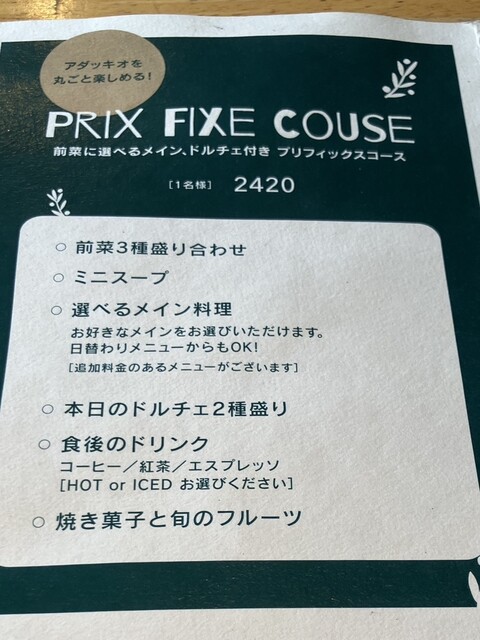 アダッキオを
丸ごと楽しめる!
PRIX FIXE COUSE
前菜に選べるメイン、ドルチェ付き プリフィックスコース
[1名様] 2420
○ 前菜3種盛り合わせ
○ ミニスープ
○ 選べるメイン料理
お好きなメインをお選びいただけます。
日替わりメニューからもOK!
[追加料金のあるメニューがございます]
○ 本日のドルチェ2種盛り
○ 食後のドリンク
コーヒー/紅茶/エスプレッソ
[HOT or ICED お選びください]
○ 焼き菓子と旬のフルーツ